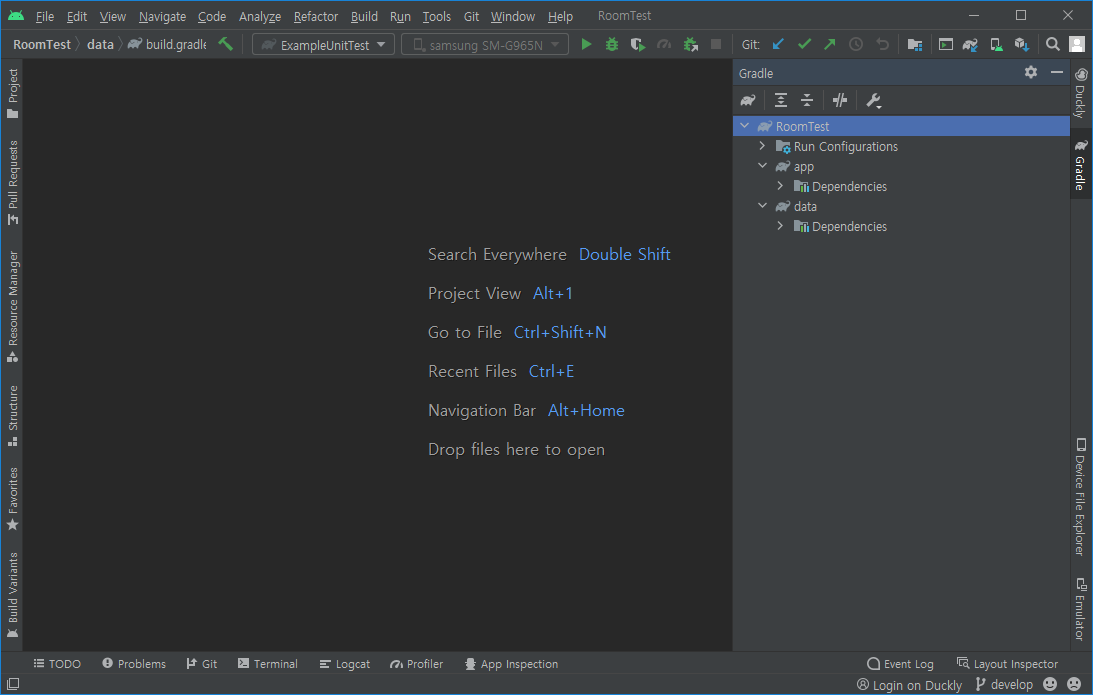 File Edit View Navigate Code Analyze Refactor Build Run Tools Git Window Help RoomTest
RoomTest data build.gradle ExampleUnitTest samsung SM-G965N Git:
Project
Pull Requests
Resource Manager
Structure
Favorites
Build Variants
Search Everywhere Double Shift
Project View Alt+1
Go to File Ctrl+Shift+N
Recent Files Ctrl+E
Navigation Bar Alt+Home
Drop files here to open
Gradle
RoomTest
Run Configurations
app
Dependencies
data
Dependencies
Duckly
Gradle
Device File Explorer
Emulator
TODO Problems Git Terminal Logcat Profiler App Inspection Event Log Layout Inspector
Login on Duckly develop